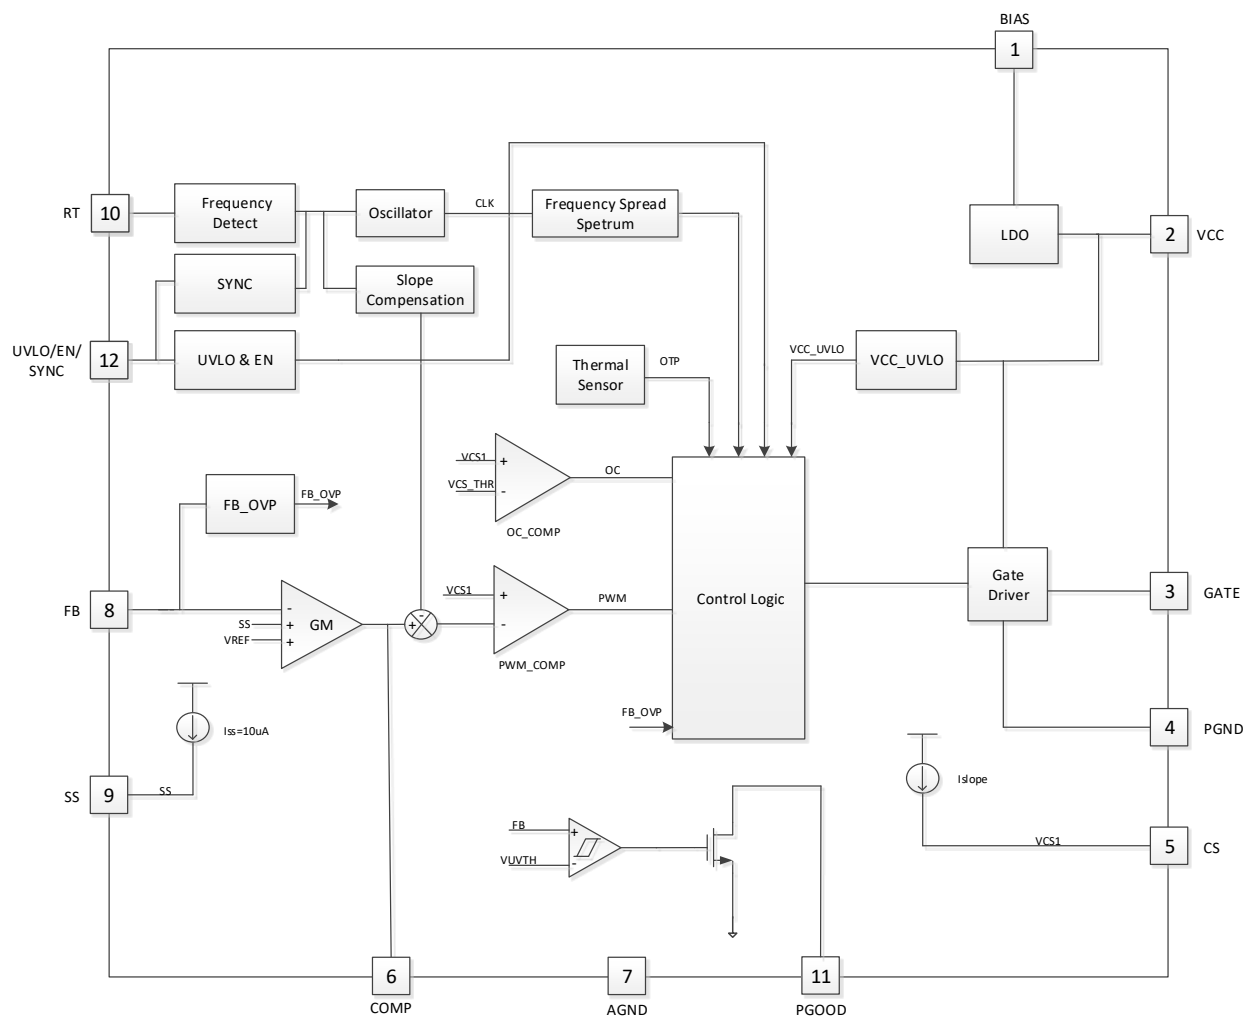 BIAS
1
RT
10
Frequency
Detect
Oscillator
CLK
Frequency Spread
Spetrum
LDO
2
VCC
SYNC
Slope
Compensation
UVLO/EN/
SYNC
12
UVLO & EN
Thermal
Sensor
OTP
VCC_UVLO
VCC_UVLO
VCS1
+
VCS_THR
-
OC
OC_COMP
FB_OVP
FB_OVP
FB
8
-
SS
+
VREF
+
GM
-
+
VCS1
+
-
PWM
PWM_COMP
Control Logic
FB_OVP
Gate
Driver
3
GATE
4
PGND
Iss=10uA
SS
9
SS
Islope
VCS1
5
CS
FB
+
VUVTH
-
6
COMP
7
AGND
11
PGOOD